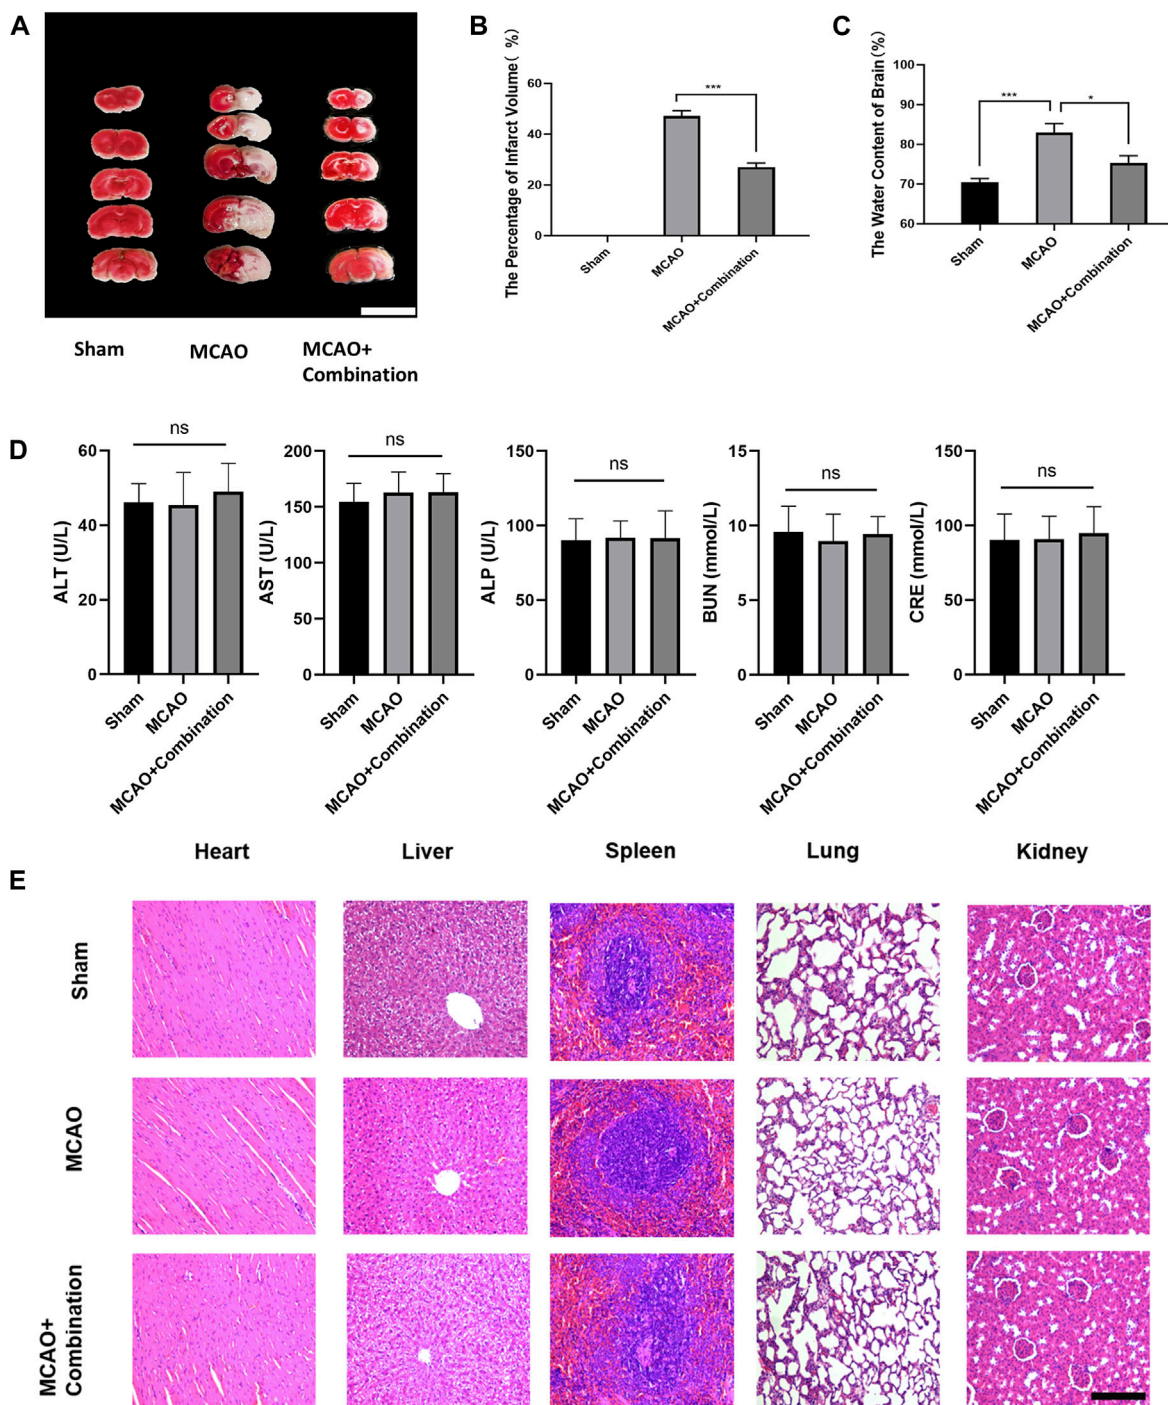 A
Sham
MCAO
MCAO+
Combination
B
The Percentage of Infarct Volume( %)
60
40
20
0
***
Sham
MCAO
MCAO+Combination
C
The Water Content of Brain(%)
100
90
80
70
60
***
*
Sham
MCAO
MCAO+Combination
D
ALT (U/L)
60
40
20
0
ns
Sham
MCAO
MCAO+Combination
AST (U/L)
200
150
100
50
0
ns
Sham
MCAO
MCAO+Combination
ALP (U/L)
150
100
50
0
ns
Sham
MCAO
MCAO+Combination
BUN (mmol/L)
15
10
5
0
ns
Sham
MCAO
MCAO+Combination
CRE (mmol/L)
150
100
50
0
ns
Sham
MCAO
MCAO+Combination
E
Heart
Liver
Spleen
Lung
Kidney
Sham
MCAO
MCAO+
Combination